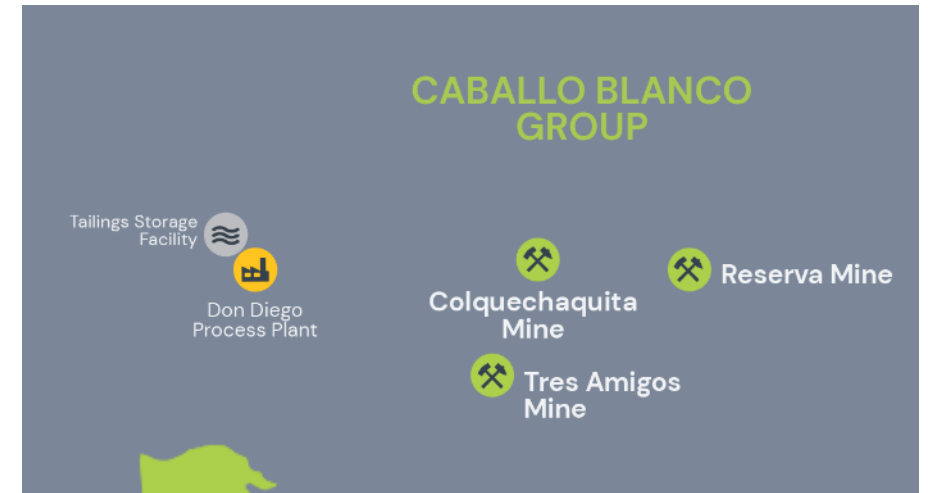 CABALLO BLANCO
GROUP
Tailings Storage
Facility
Don Diego
Process Plant
Colquechaquita
Mine
Reserva Mine
Tres Amigos
Mine